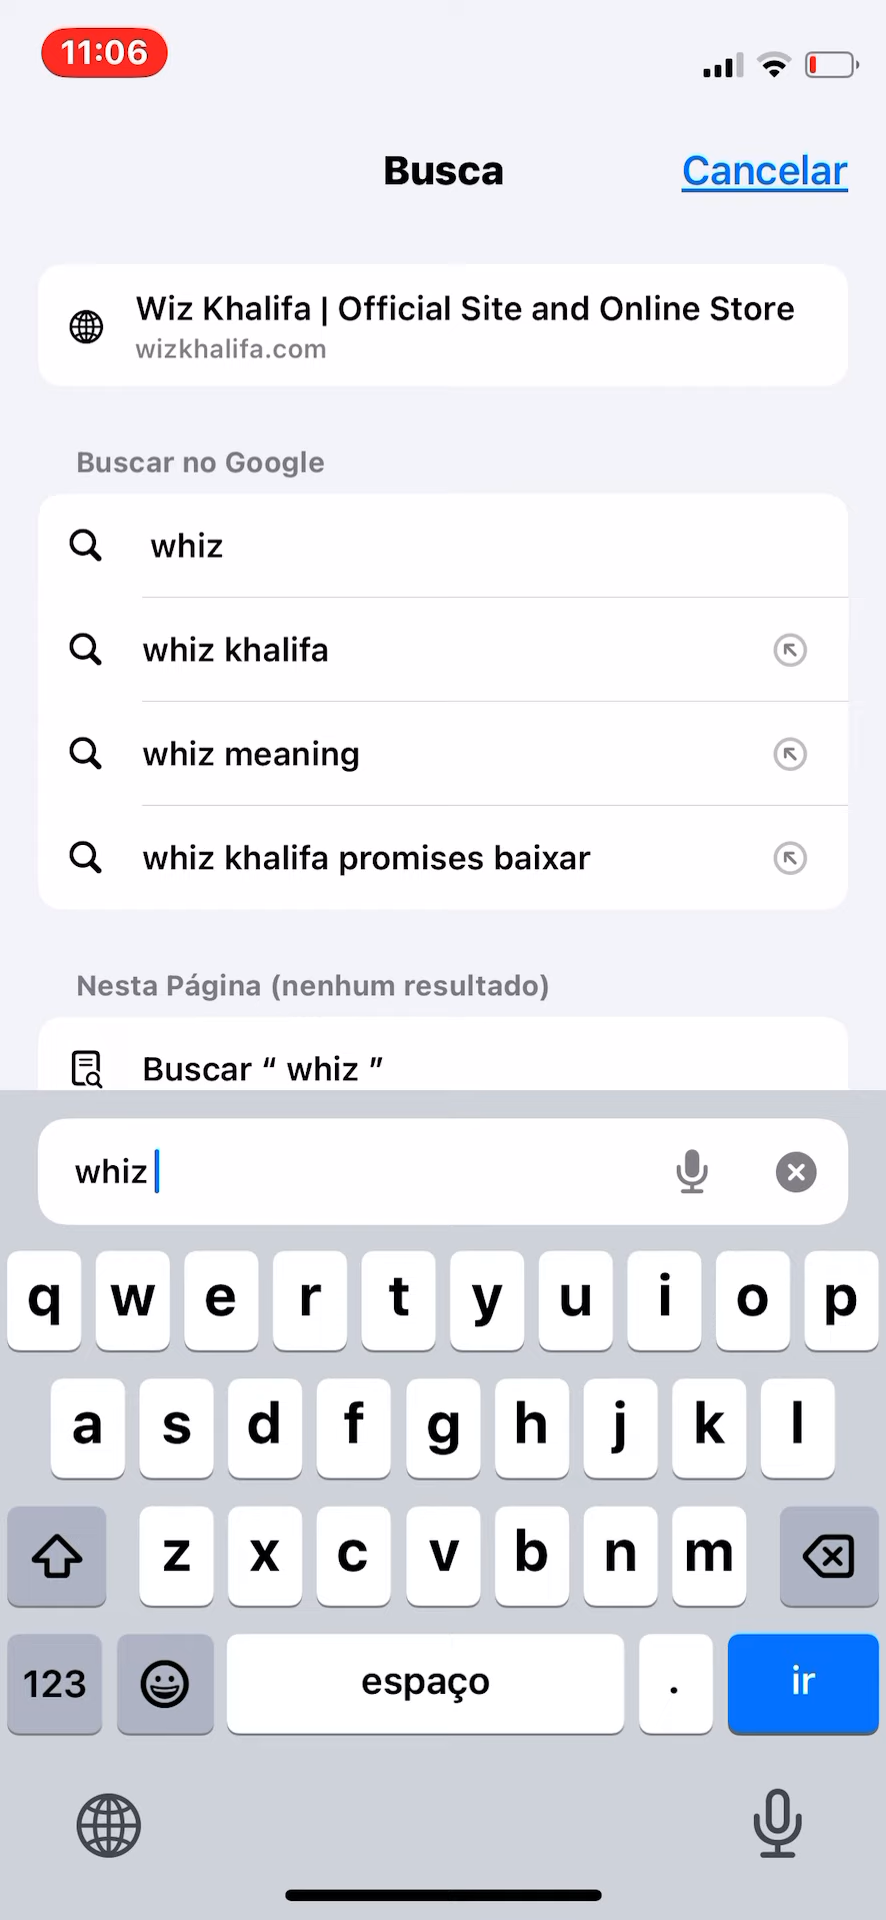 11:06
Busca
Cancelar
Wiz Khalifa | Official Site and Online Store
wizkhalifa.com
Buscar no Google
whiz
whiz khalifa
whiz meaning
whiz khalifa promises baixar
Nesta Página (nenhum resultado)
Buscar “ whiz ”
whiz
q w e r t y u i o p
a s d f g h j k l
z x c v b n m
123 espaço . ir